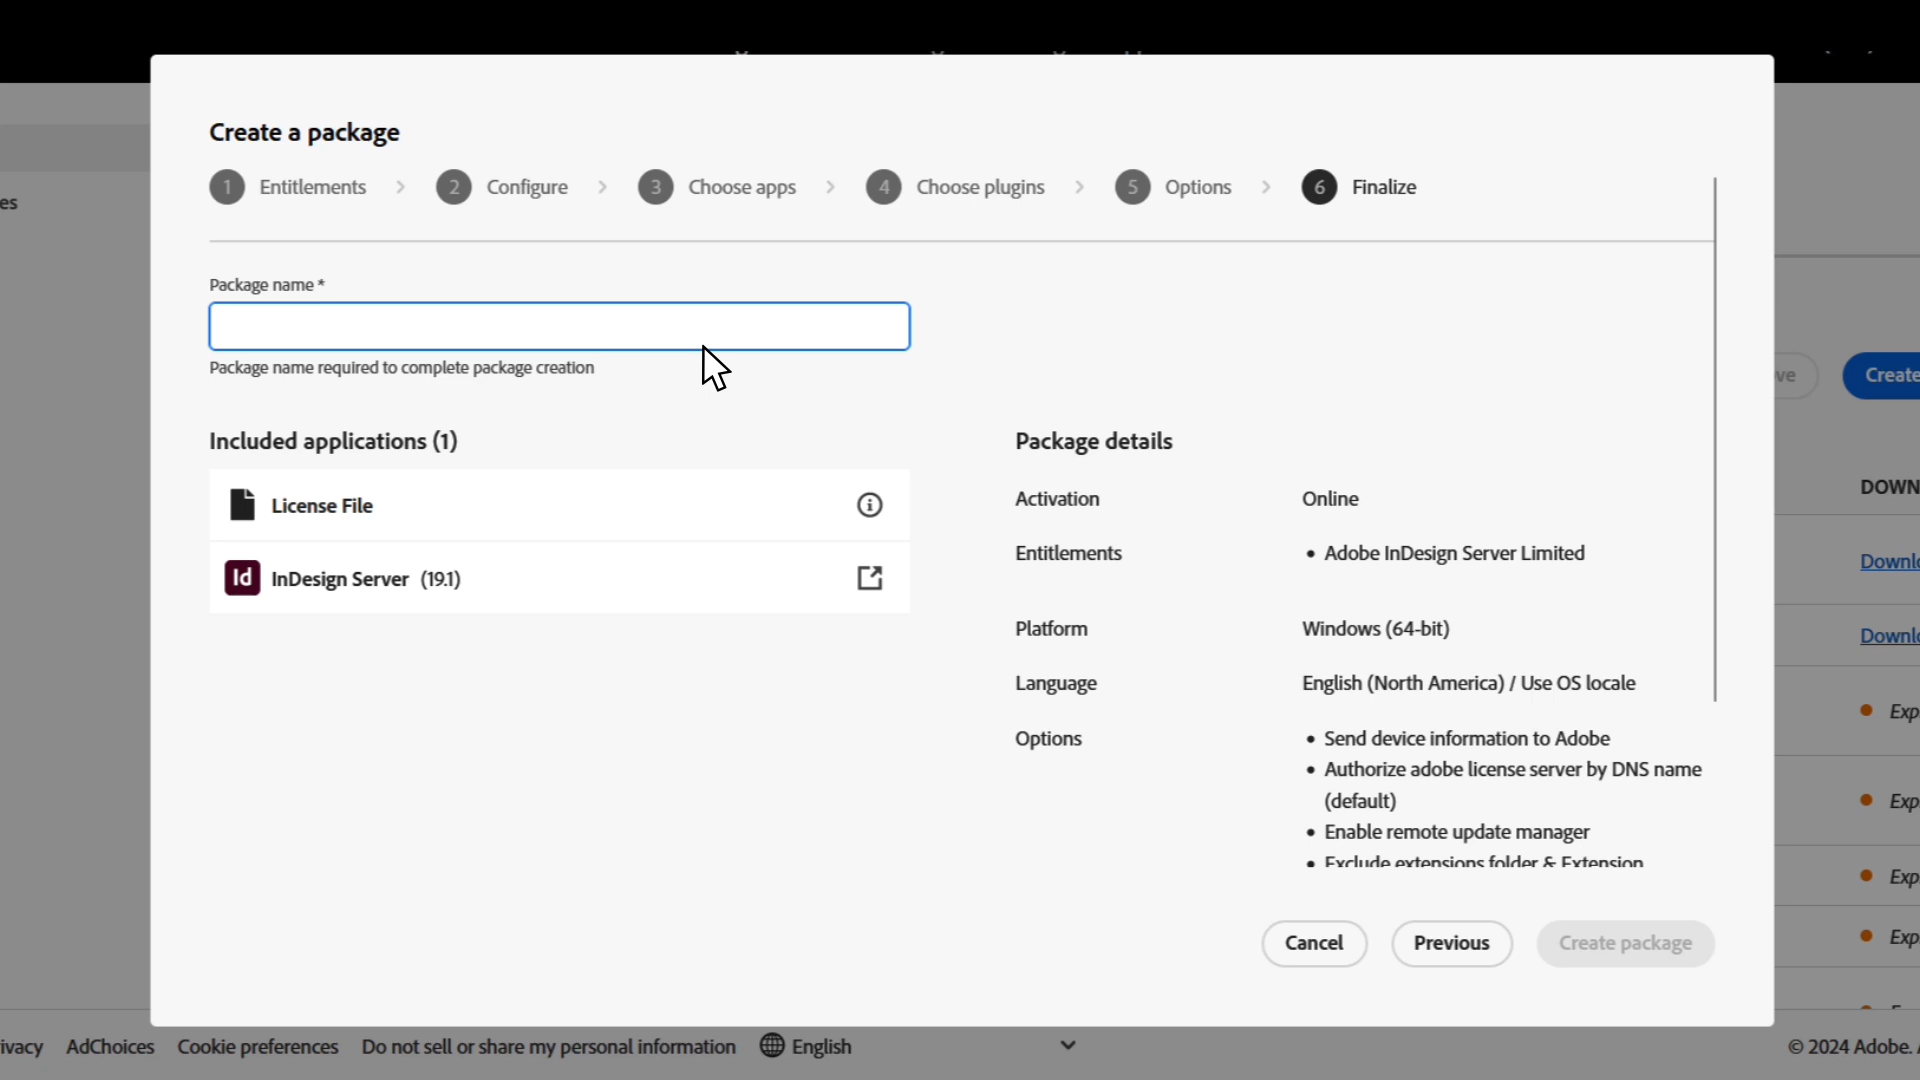 Create a package
1 Entitlements > 2 Configure > 3 Choose apps > 4 Choose plugins > 5 Options > 6 Finalize
es
Package name *
Package name required to complete package creation
ve
Create
Included applications (1)
License File
Id InDesign Server (19.1)
Package details
Activation Online
Entitlements • Adobe InDesign Server Limited
Platform Windows (64-bit)
Language English (North America) / Use OS locale
Options • Send device information to Adobe
• Authorize adobe license server by DNS name
(default)
• Enable remote update manager
• Exclude extensions folder & Extension
DOWN
Downlo
Downlo
Exp
Exp
Exp
Exp
Cancel Previous Create package
ivacy AdChoices Cookie preferences Do not sell or share my personal information English © 2024 Adobe. A